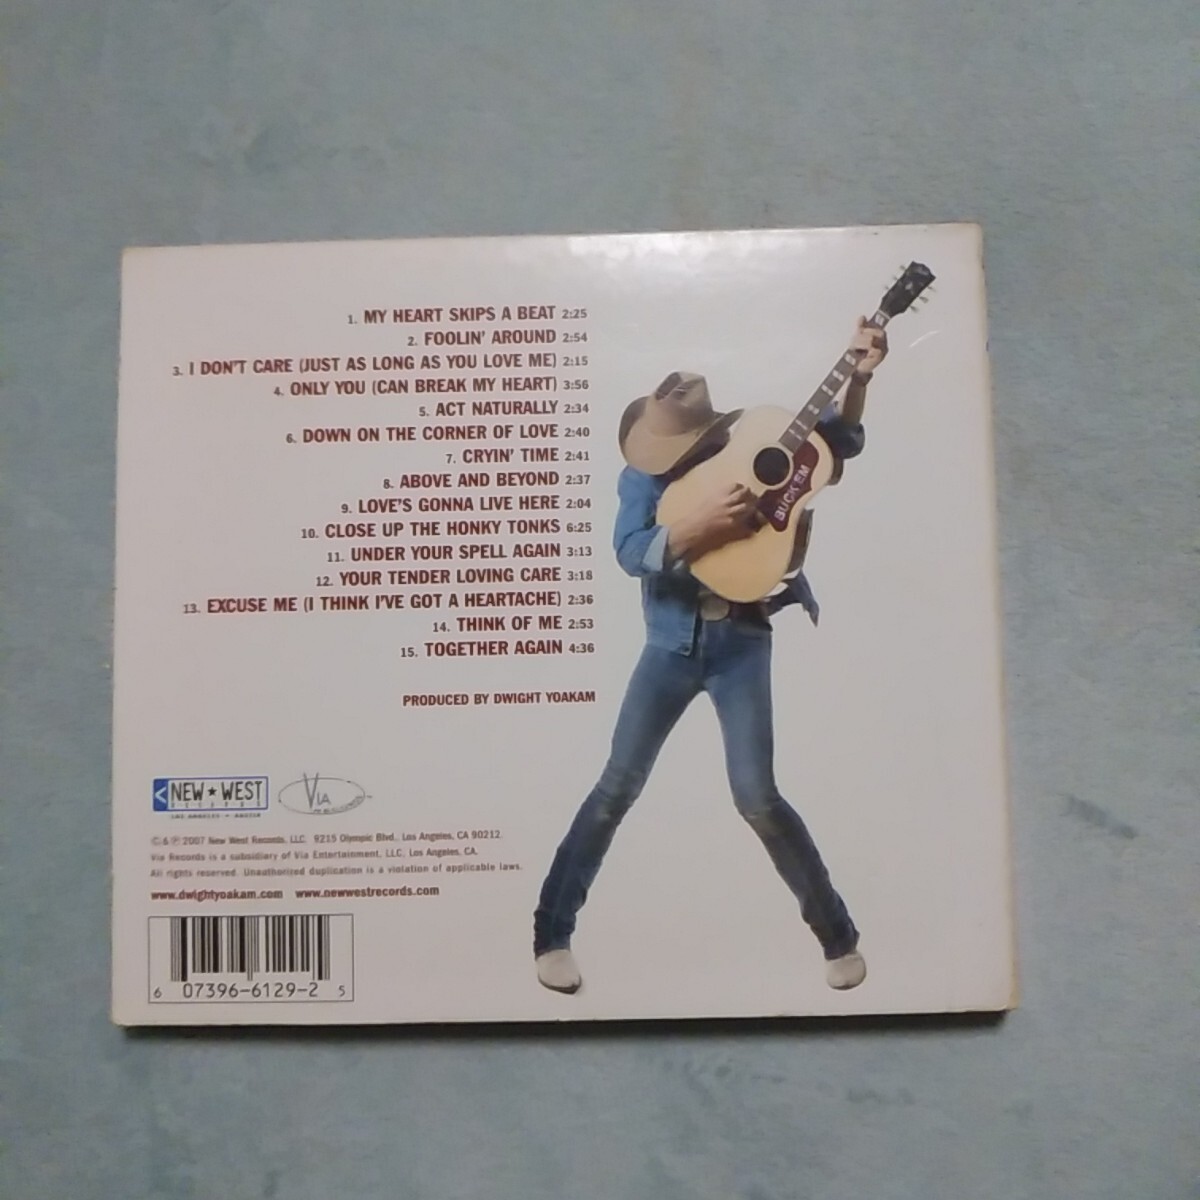 1. MY HEART SKIPS A BEAT 2:25
2. FOOLIN' AROUND 2:54
3. I DON'T CARE (JUST AS LONG AS YOU LOVE ME) 2:15
4. ONLY YOU (CAN BREAK MY HEART) 3:56
5. ACT NATURALLY 2:34
6. DOWN ON THE CORNER OF LOVE 2:40
7. CRYIN' TIME 2:41
8. ABOVE AND BEYOND 2:37
9. LOVE'S GONNA LIVE HERE 2:04
10. CLOSE UP THE HONKY TONKS 6:25
11. UNDER YOUR SPELL AGAIN 3:13
12. YOUR TENDER LOVING CARE 3:18
13. EXCUSE ME (I THINK I'VE GOT A HEARTACHE) 2:36
14. THINK OF ME 2:53
15. TOGETHER AGAIN 4:36
PRODUCED BY DWIGHT YOAKAM
BUCK 'EM
NEW★WEST
RECORDS
LOS ANGELES • AUSTIN
VIA
©&℗ 2007 New West Records, LLC. 9215 Olympic Blvd., Los Angeles, CA 90212.
Via Records is a subsidiary of Via Entertainment, LLC, Los Angeles, CA.
All rights reserved. Unauthorized duplication is a violation of applicable laws.
www.dwightyoakam.com www.newwestrecords.com
6 07396-6129-2 5